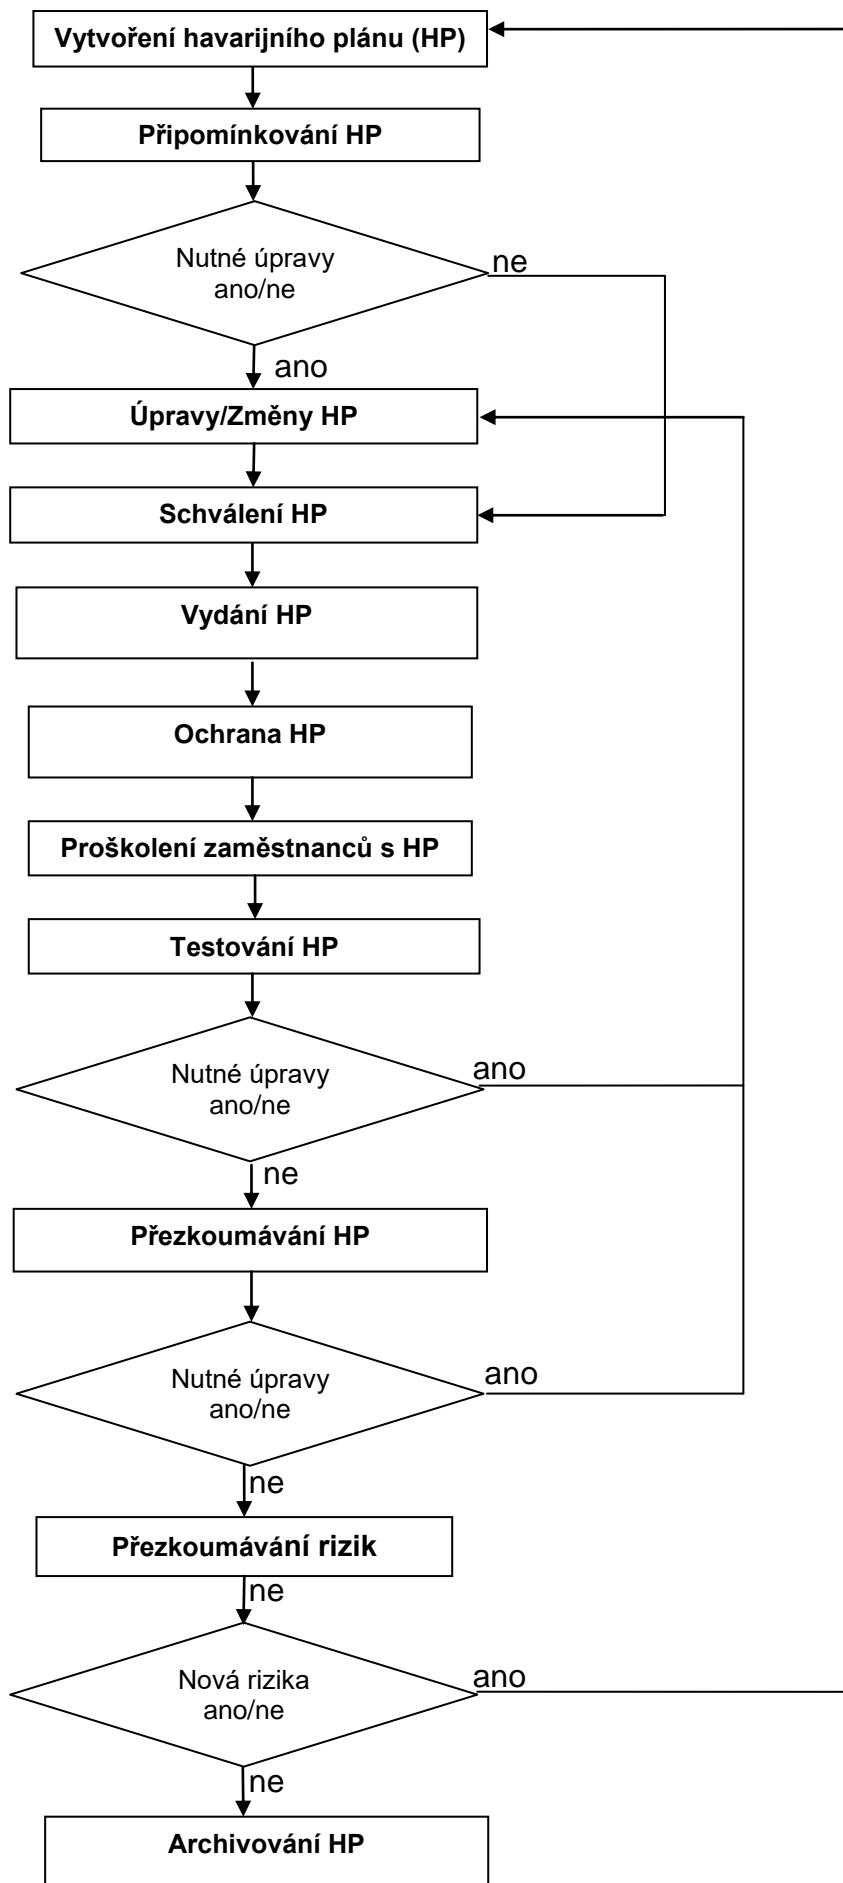 Vytvoření havarijního plánu (HP)
Připomínkování HP
Nutné úpravy
ano/ne
ne
ano
Úpravy/Změny HP
Schválení HP
Vydání HP
Ochrana HP
Proškolení zaměstnanců s HP
Testování HP
Nutné úpravy
ano/ne
ano
ne
Přezkoumávání HP
Nutné úpravy
ano/ne
ano
ne
Přezkoumávání rizik
ne
Nová rizika
ano/ne
ano
ne
Archivování HP